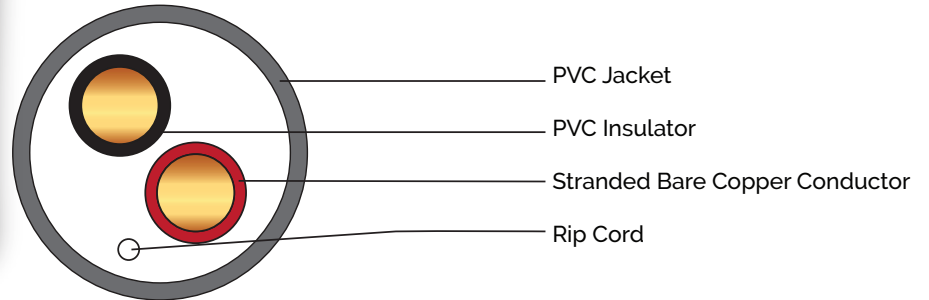 PVC Jacket
PVC Insulator
Stranded Bare Copper Conductor
Rip Cord